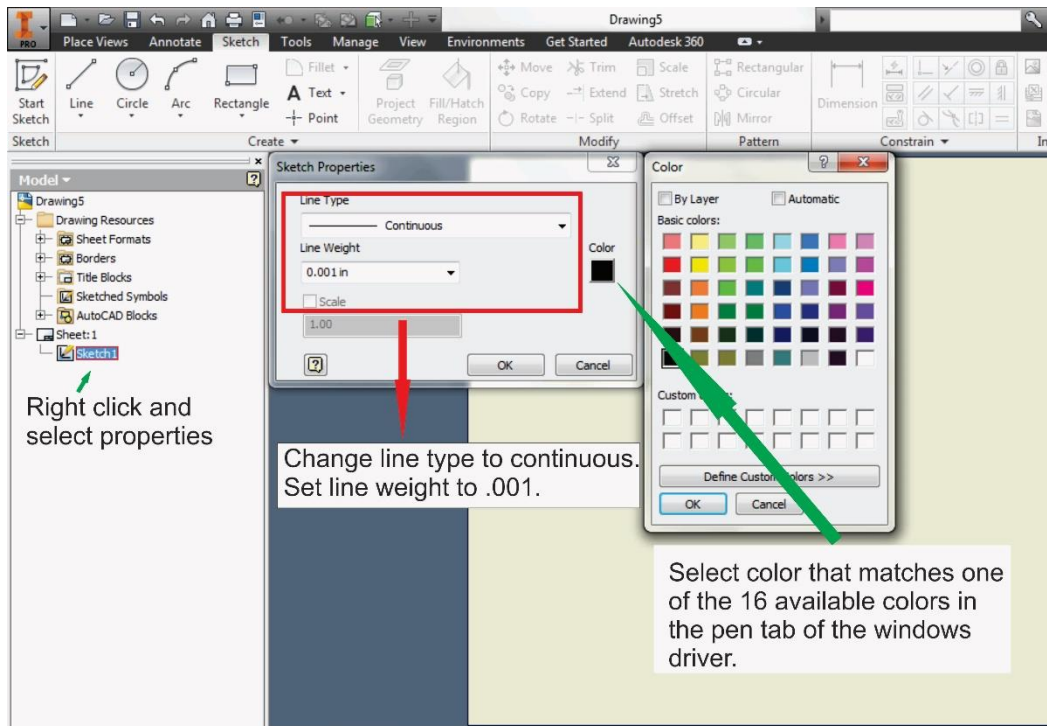 Drawing5
PRO
Place Views Annotate Sketch Tools Manage View Environments Get Started Autodesk 360
Start Sketch
Line
Circle
Arc
Rectangle
Fillet
Text
Point
Project Geometry
Fill/Hatch Region
Move
Trim
Scale
Copy
Extend
Stretch
Rotate
Split
Offset
Rectangular
Circular
Mirror
Dimension
Sketch
Create
Modify
Pattern
Constrain
In
Model
Drawing5
Drawing Resources
Sheet Formats
Borders
Title Blocks
Sketched Symbols
AutoCAD Blocks
Sheet:1
Sketch1
Right click and
select properties
Sketch Properties
Line Type
Continuous
Line Weight
0.001 in
Scale
1.00
Color
OK
Cancel
Change line type to continuous.
Set line weight to .001.
Color
By Layer
Automatic
Basic colors:
Define Custom Colors >>
OK
Cancel
Select color that matches one
of the 16 available colors in
the pen tab of the windows
driver.